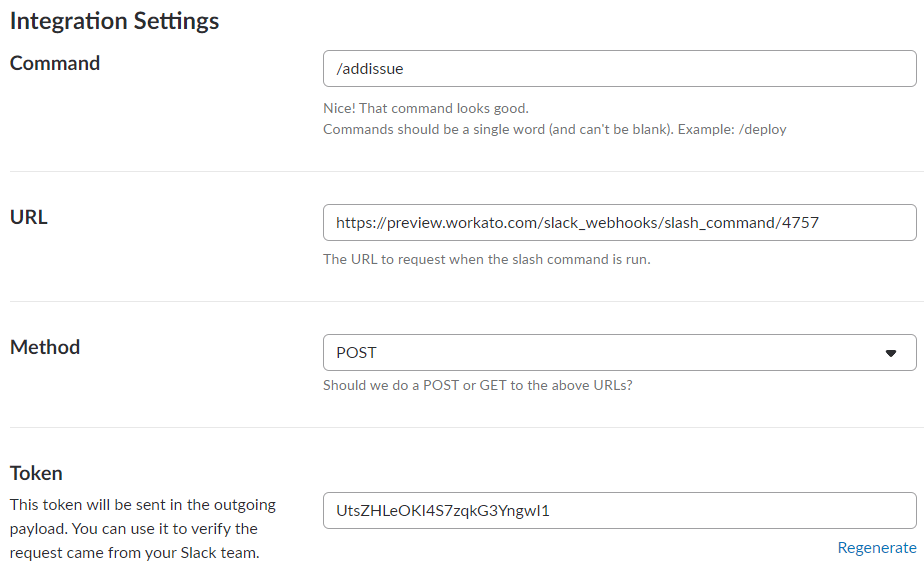 Integration Settings
Command
/addissue
Nice! That command looks good.
Commands should be a single word (and can't be blank). Example: /deploy
URL
https://preview.workato.com/slack_webhooks/slash_command/4757
The URL to request when the slash command is run.
Method
POST
Should we do a POST or GET to the above URLs?
Token
This token will be sent in the outgoing
payload. You can use it to verify the
request came from your Slack team.
UtsZHLeOKI4S7zqkG3YngwI1
Regenerate